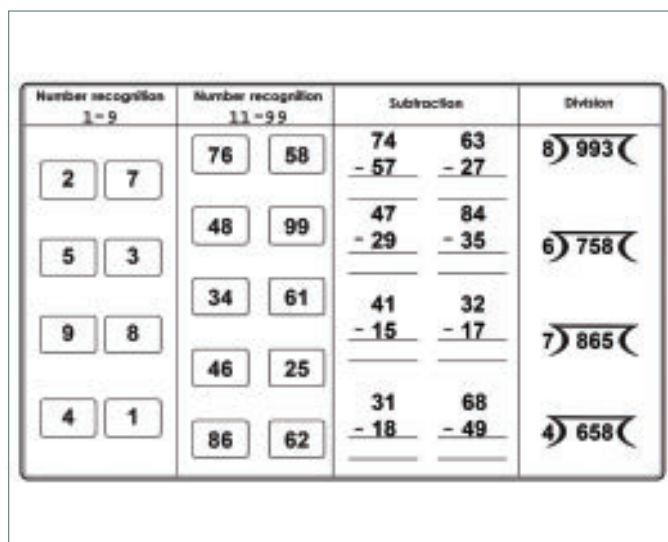 Number recognition
1-9
Number recognition
11-99
Subtraction
Division
2 7
5 3
9 8
4 1
76 58
48 99
34 61
46 25
86 62
74 63
- 57 - 27
47 84
- 29 - 35
41 32
- 15 - 17
31 68
- 18 - 49
8) 993 (
6) 758 (
7) 865 (
4) 658 (